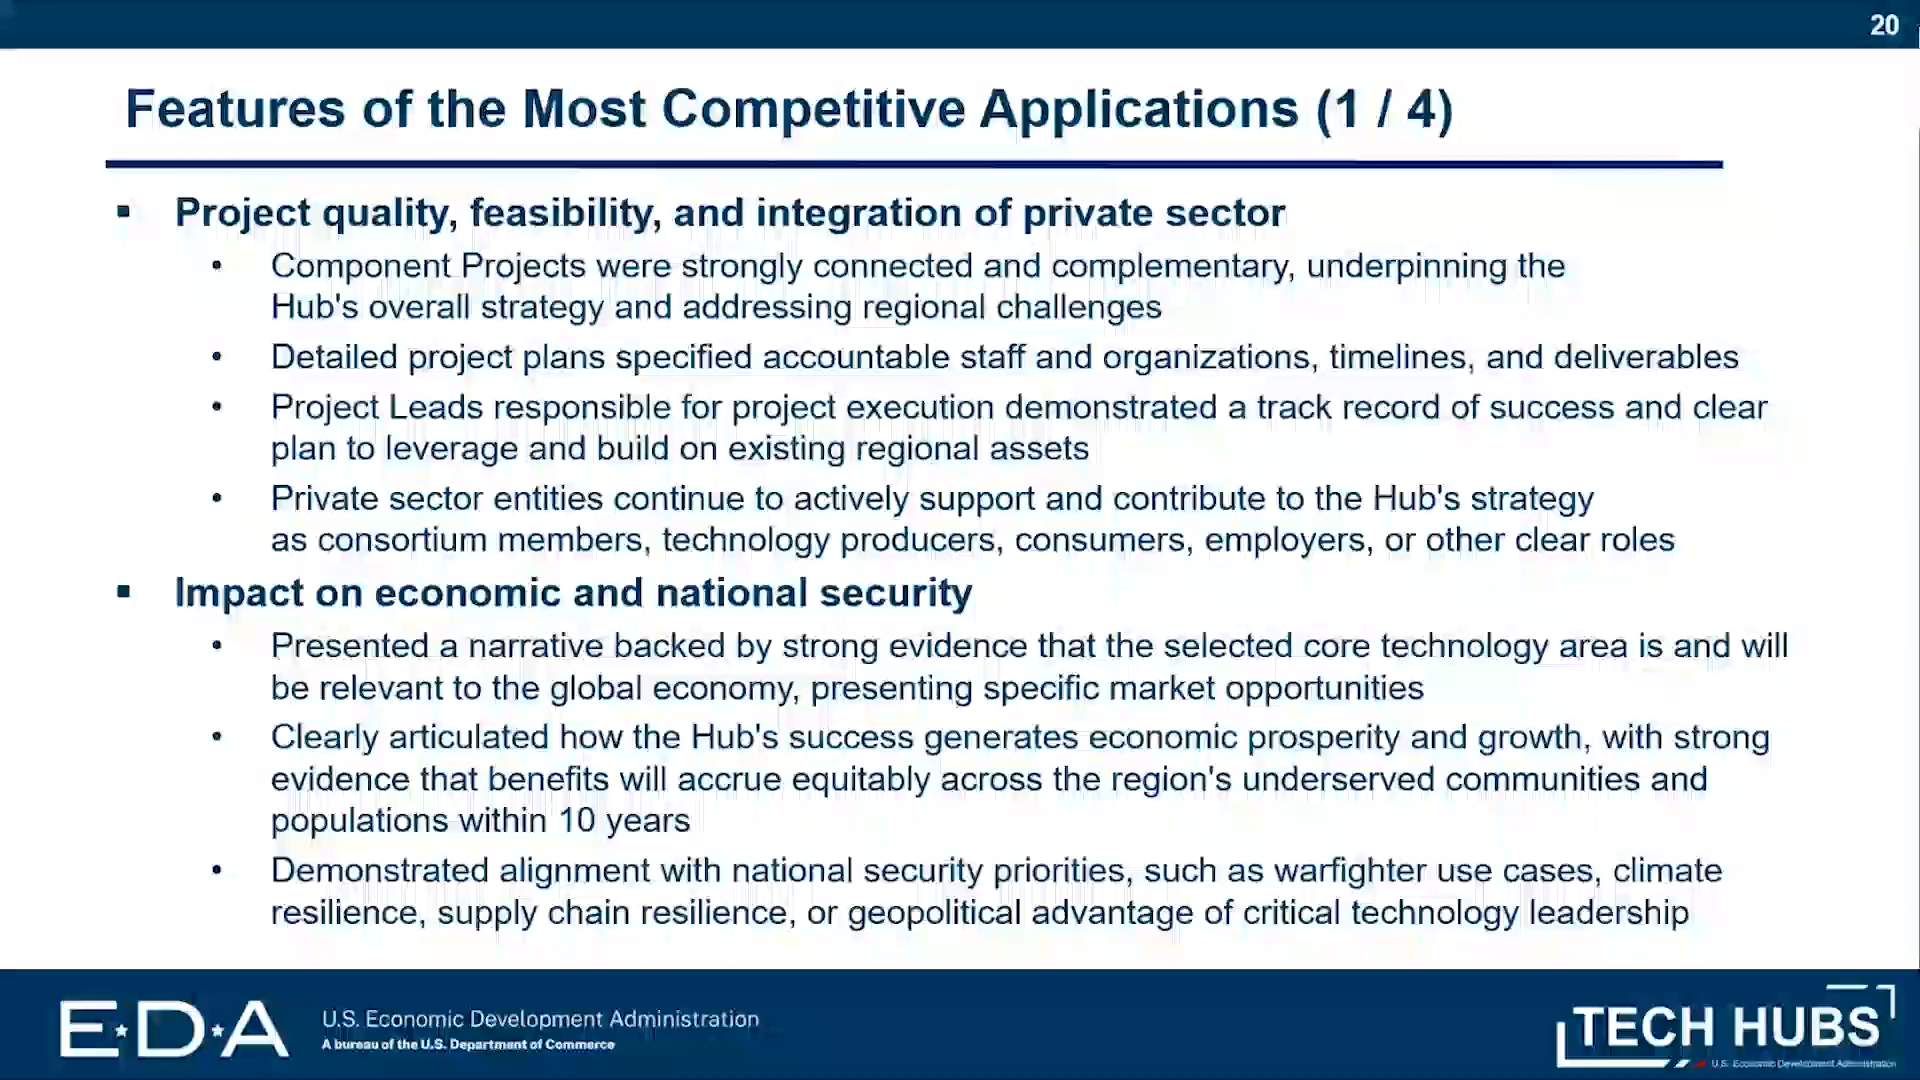 20
Features of the Most Competitive Applications (1 / 4)
▪ Project quality, feasibility, and integration of private sector
• Component Projects were strongly connected and complementary, underpinning the
Hub's overall strategy and addressing regional challenges
• Detailed project plans specified accountable staff and organizations, timelines, and deliverables
• Project Leads responsible for project execution demonstrated a track record of success and clear
plan to leverage and build on existing regional assets
• Private sector entities continue to actively support and contribute to the Hub's strategy
as consortium members, technology producers, consumers, employers, or other clear roles
▪ Impact on economic and national security
• Presented a narrative backed by strong evidence that the selected core technology area is and will
be relevant to the global economy, presenting specific market opportunities
• Clearly articulated how the Hub's success generates economic prosperity and growth, with strong
evidence that benefits will accrue equitably across the region's underserved communities and
populations within 10 years
• Demonstrated alignment with national security priorities, such as warfighter use cases, climate
resilience, supply chain resilience, or geopolitical advantage of critical technology leadership
E★D★A
U.S. Economic Development Administration
A bureau of the U.S. Department of Commerce
TECH HUBS
U.S. Economic Development Administration